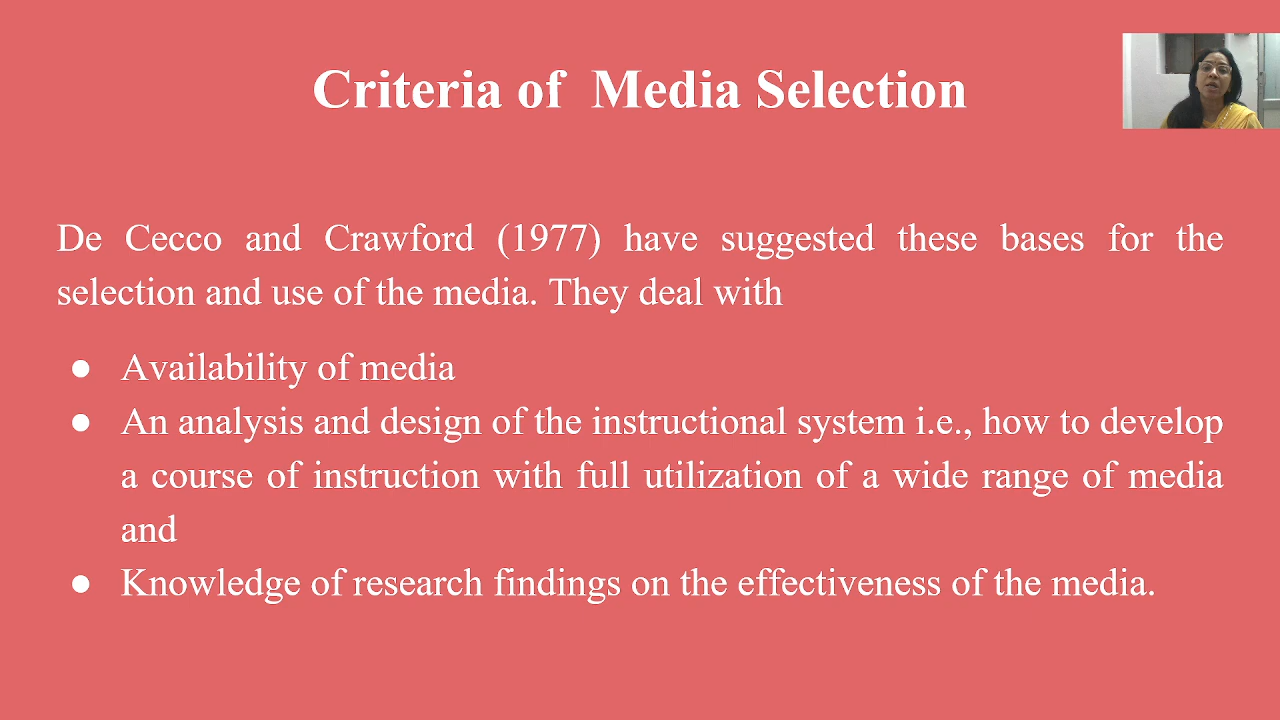 Criteria of Media Selection
De Cecco and Crawford (1977) have suggested these bases for the
selection and use of the media. They deal with
● Availability of media
● An analysis and design of the instructional system i.e., how to develop
a course of instruction with full utilization of a wide range of media
and
● Knowledge of research findings on the effectiveness of the media.